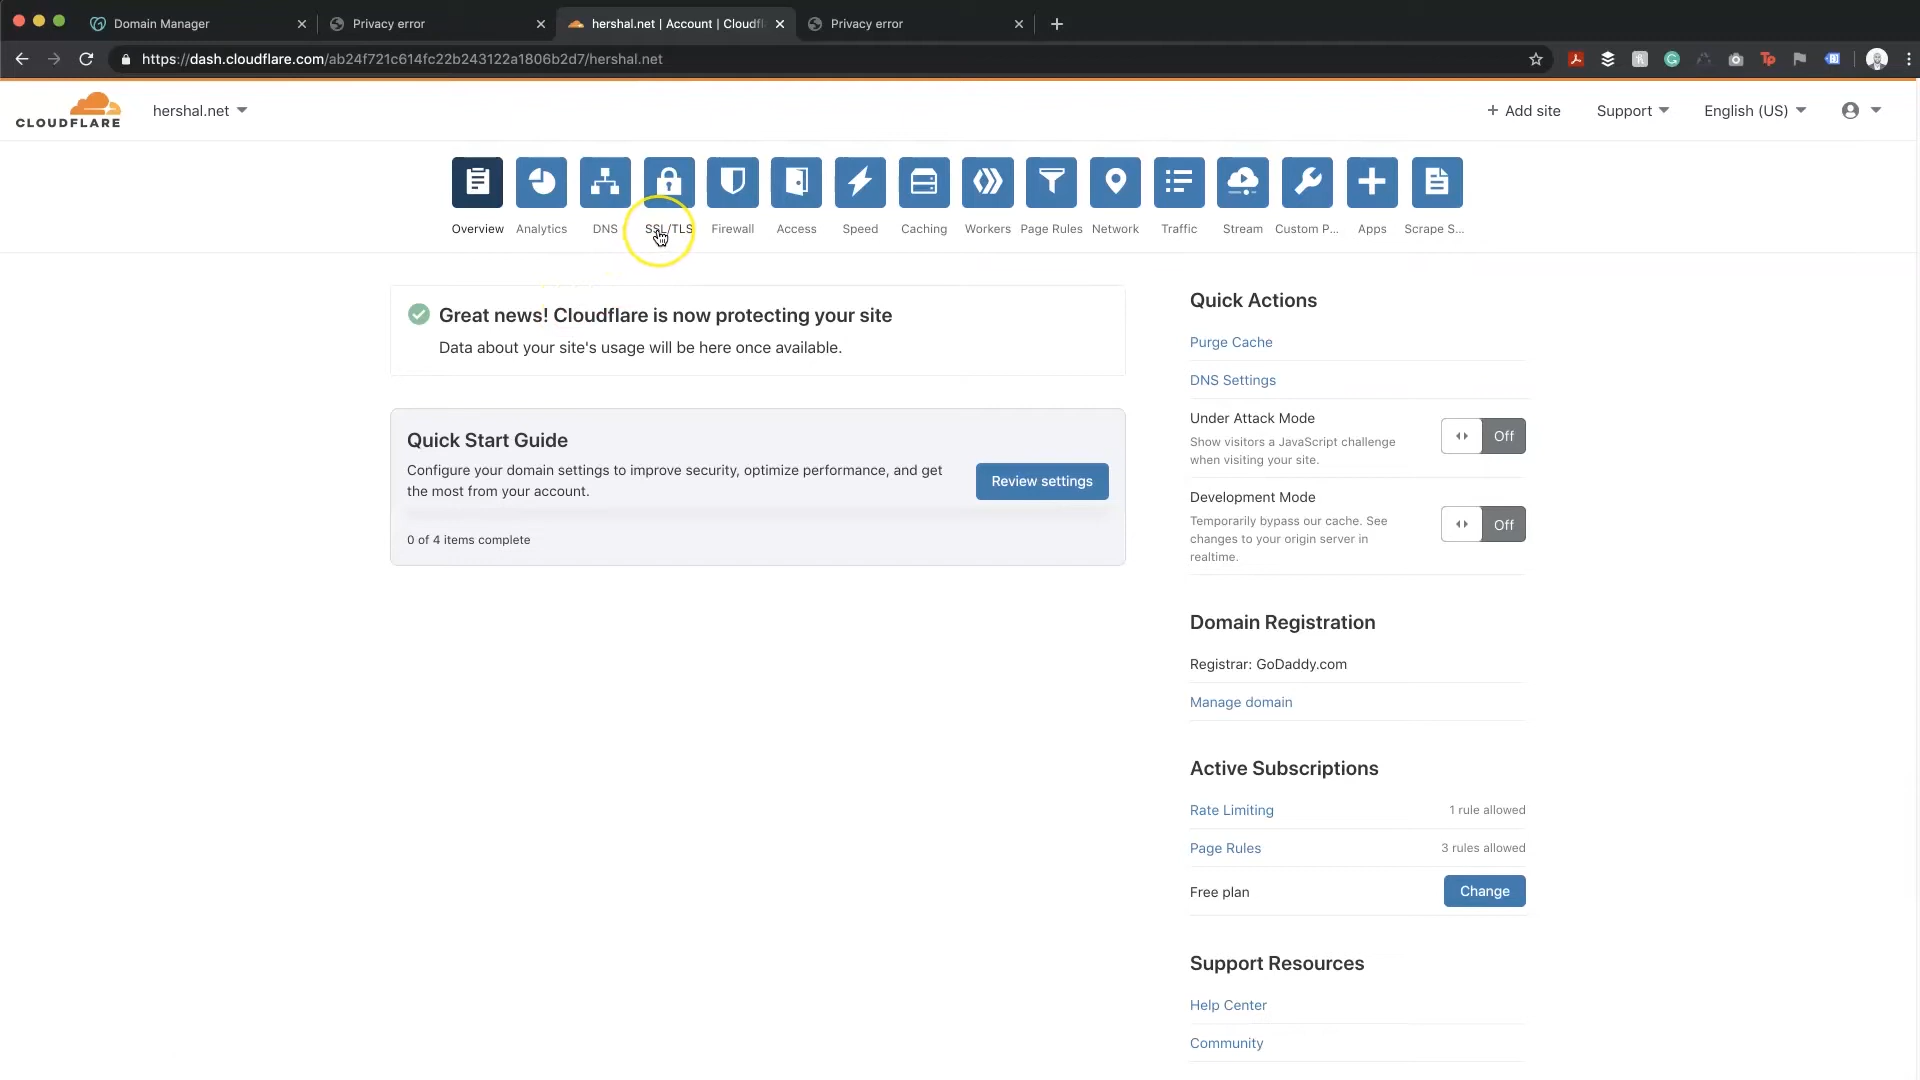 Domain Manager
Privacy error
hershal.net | Account | Cloudfl
Privacy error
https://dash.cloudflare.com/ab24f721c614fc22b243122a1806b2d7/hershal.net
CLOUDFLARE
hershal.net
+ Add site
Support
English (US)
Overview
Analytics
DNS
SSL/TLS
Firewall
Access
Speed
Caching
Workers
Page Rules
Network
Traffic
Stream
Custom P...
Apps
Scrape S...
Great news! Cloudflare is now protecting your site
Data about your site's usage will be here once available.
Quick Start Guide
Configure your domain settings to improve security, optimize performance, and get
the most from your account.
Review settings
0 of 4 items complete
Quick Actions
Purge Cache
DNS Settings
Under Attack Mode
Show visitors a JavaScript challenge
when visiting your site.
Off
Development Mode
Temporarily bypass our cache. See
changes to your origin server in
realtime.
Off
Domain Registration
Registrar: GoDaddy.com
Manage domain
Active Subscriptions
Rate Limiting
1 rule allowed
Page Rules
3 rules allowed
Free plan
Change
Support Resources
Help Center
Community